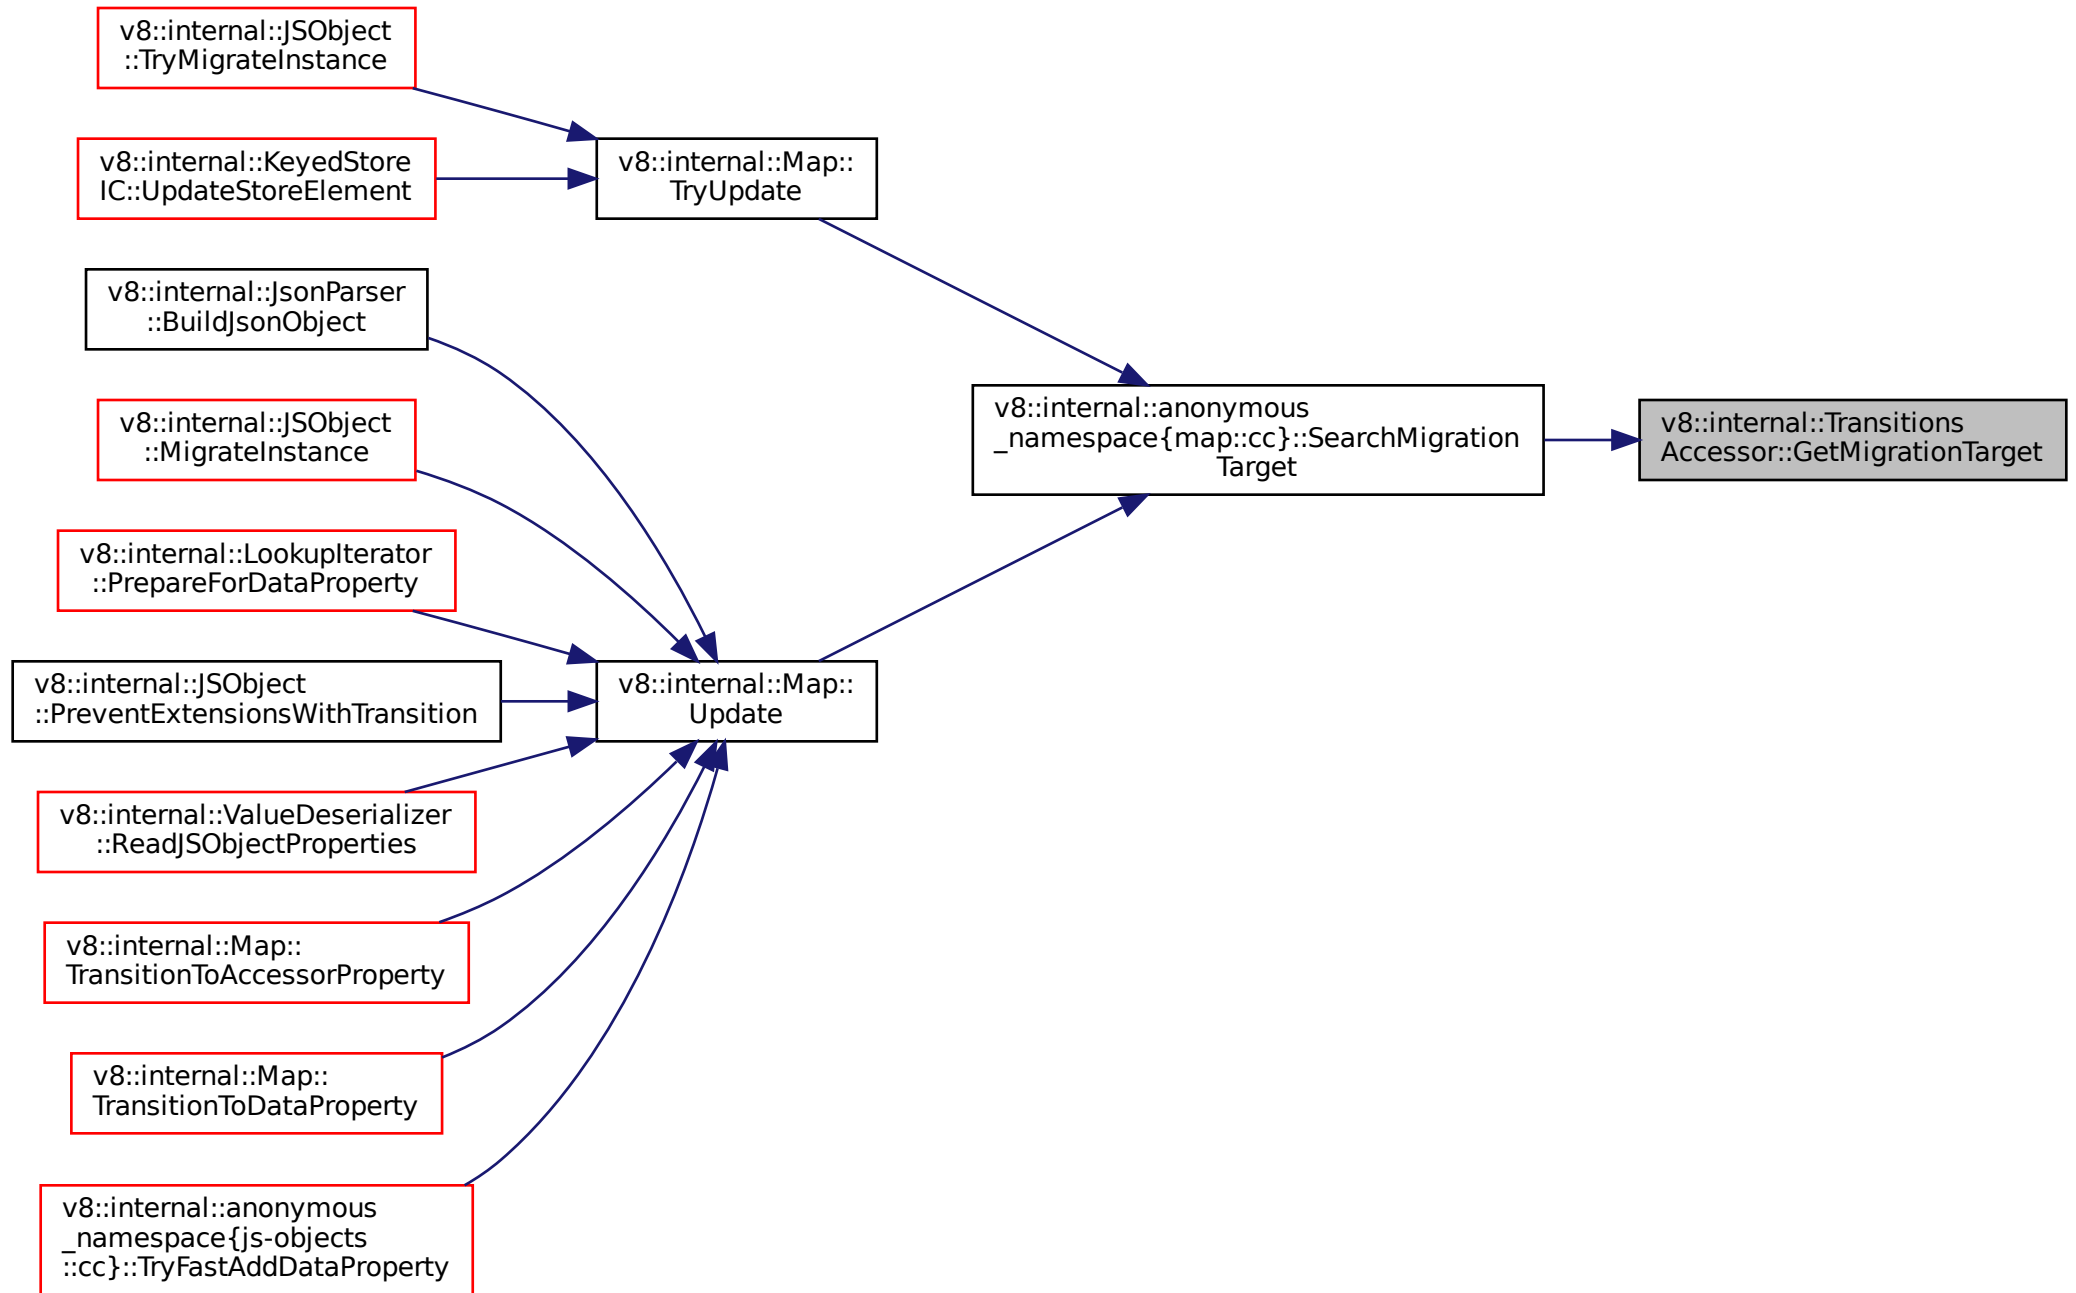 v8::internal::JSObject
::TryMigrateInstance
v8::internal::KeyedStore
IC::UpdateStoreElement
v8::internal::Map::
TryUpdate
v8::internal::JsonParser
::BuildJsonObject
v8::internal::JSObject
::MigrateInstance
v8::internal::anonymous
_namespace{map::cc}::SearchMigration
Target
v8::internal::Transitions
Accessor::GetMigrationTarget
v8::internal::LookupIterator
::PrepareForDataProperty
v8::internal::JSObject
::PreventExtensionsWithTransition
v8::internal::Map::
Update
v8::internal::ValueDeserializer
::ReadJSObjectProperties
v8::internal::Map::
TransitionToAccessorProperty
v8::internal::Map::
TransitionToDataProperty
v8::internal::anonymous
_namespace{js-objects
::cc}::TryFastAddDataProperty